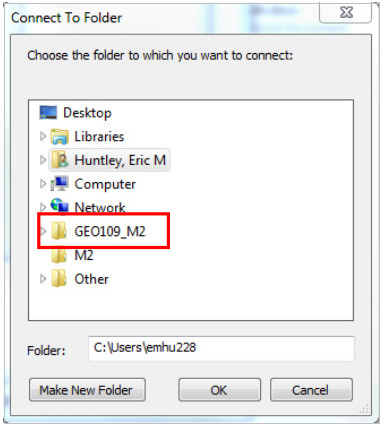 Connect To Folder
Choose the folder to which you want to connect:
Desktop
Libraries
Huntley, Eric M
Computer
Network
GEO109_M2
M2
Other
Folder: C:\Users\emhu228
Make New Folder OK Cancel